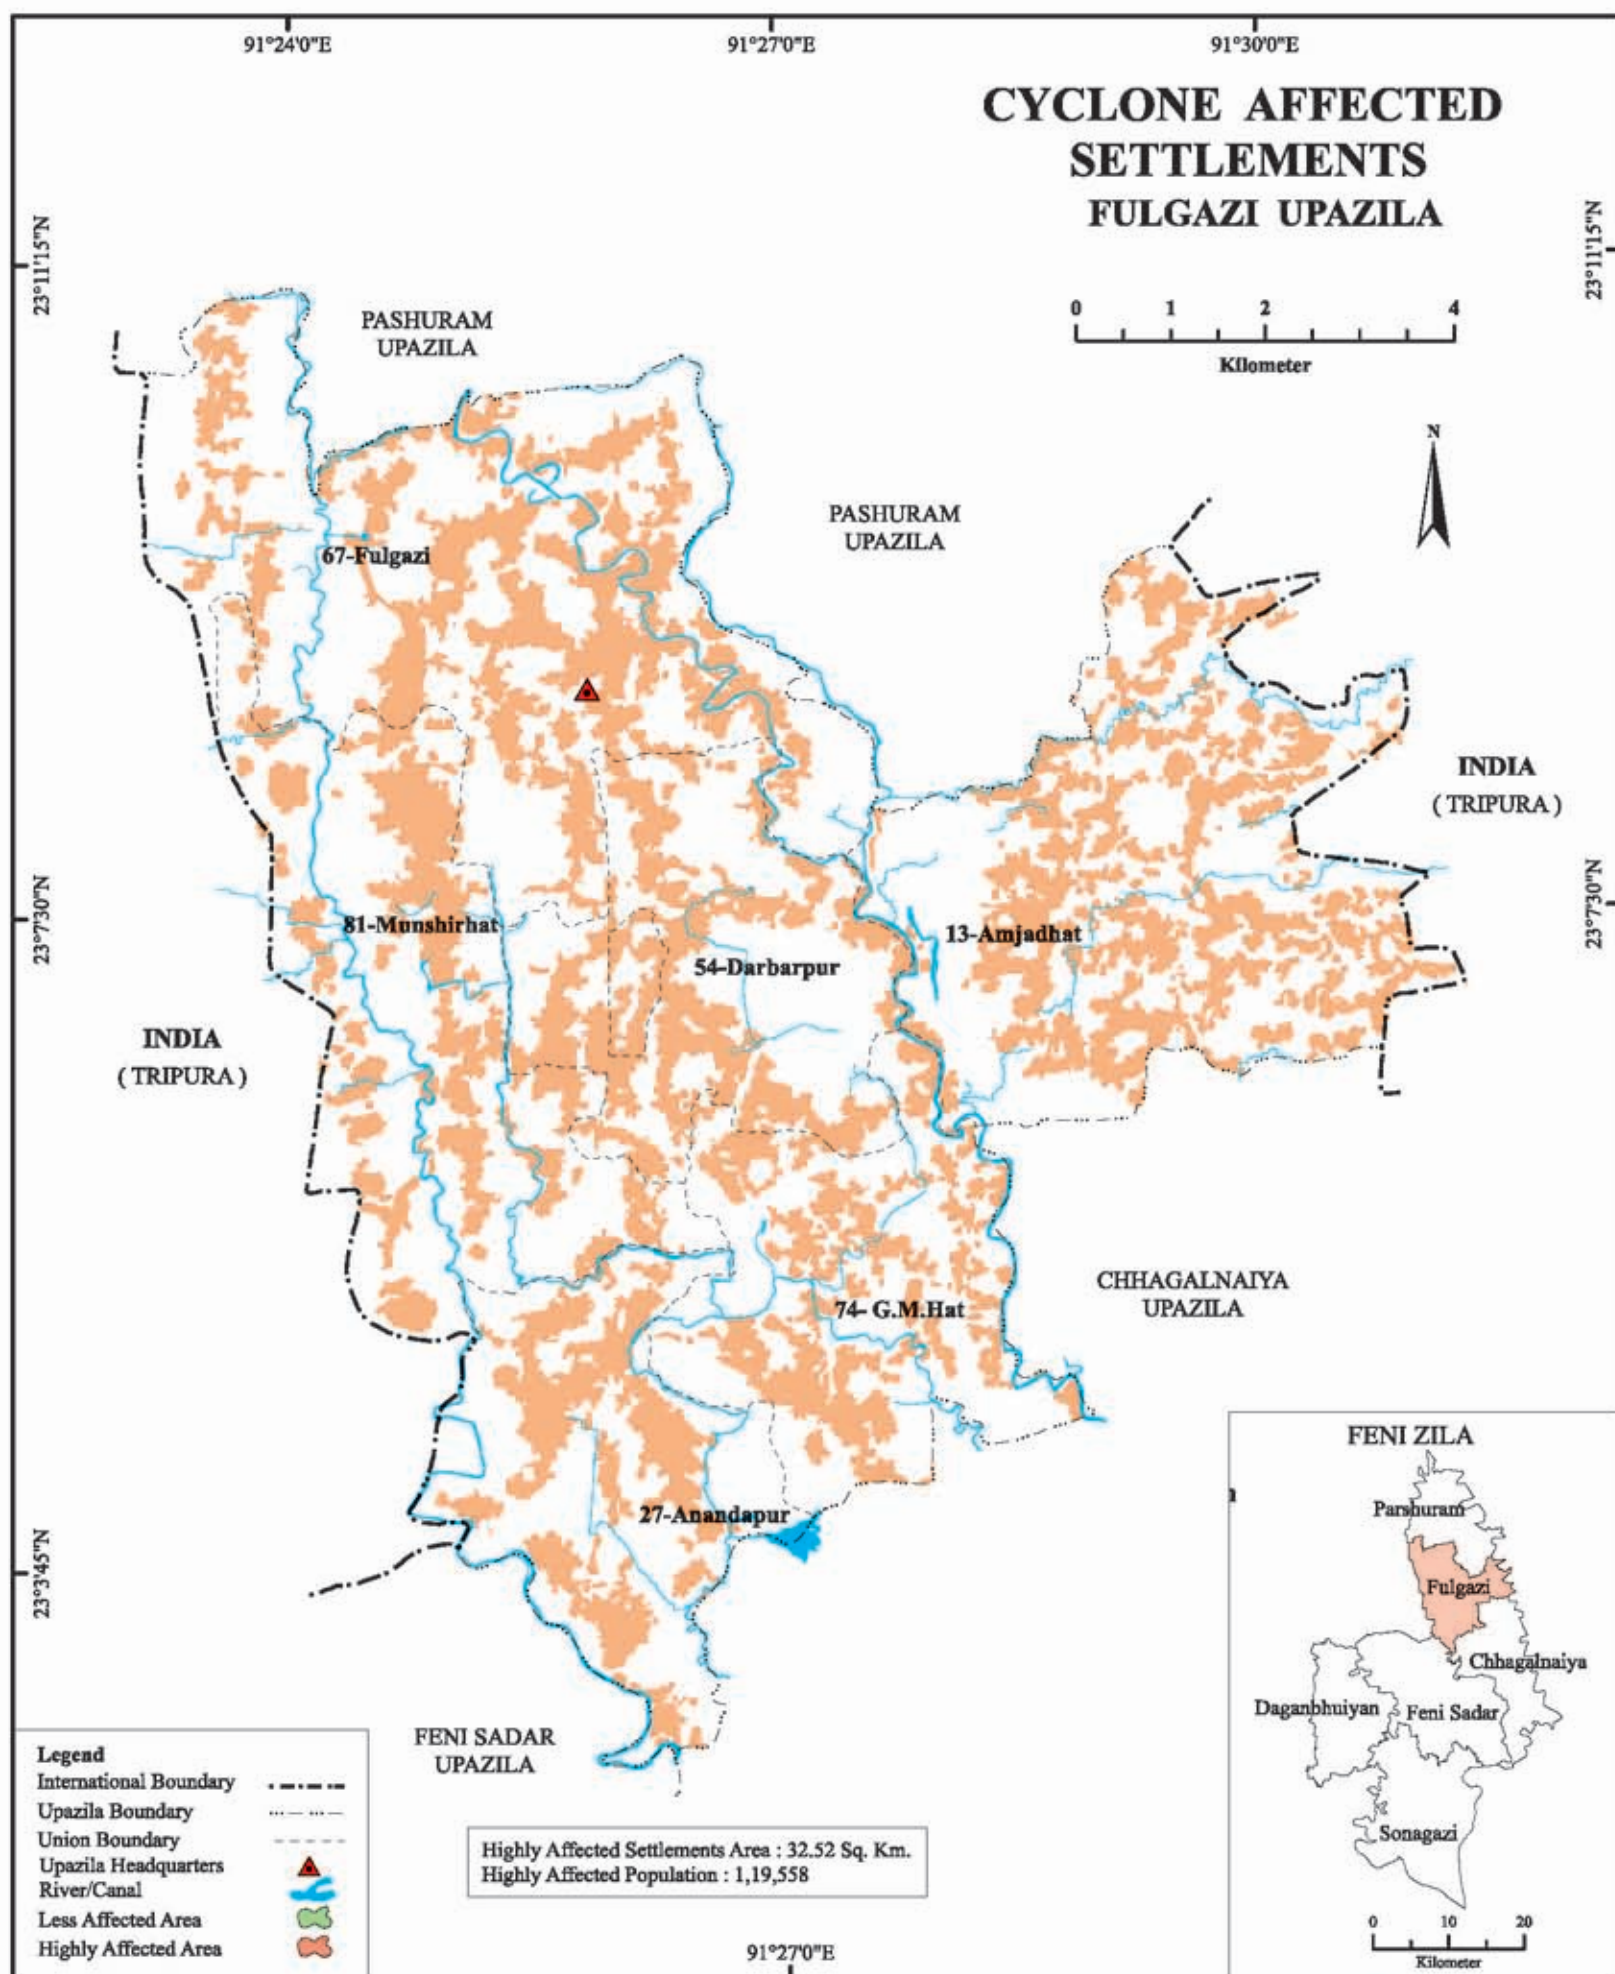 91°24'0"E
91°27'0"E
91°30'0"E
CYCLONE AFFECTED
SETTLEMENTS
FULGAZI UPAZILA
23°11'15"N
23°11'15"N
0 1 2 4
Kilometer
PASHURAM
UPAZILA
N
PASHURAM
UPAZILA
67-Fulgazi
INDIA
( TRIPURA )
23°7'30"N
23°7'30"N
81-Munshirhat
13-Amjadhat
54-Darbarpur
INDIA
( TRIPURA )
CHHAGALNAIYA
UPAZILA
74- G.M.Hat
27-Anandapur
23°3'45"N
FENI SADAR
UPAZILA
FENI ZILA
Parshuram
Fulgazi
Chhagalnaiya
Daganbhuiyan
Feni Sadar
Sonagazi
0 10 20
Kilometer
Legend
International Boundary
Upazila Boundary
Union Boundary
Upazila Headquarters
River/Canal
Less Affected Area
Highly Affected Area
Highly Affected Settlements Area : 32.52 Sq. Km.
Highly Affected Population : 1,19,558
91°27'0"E